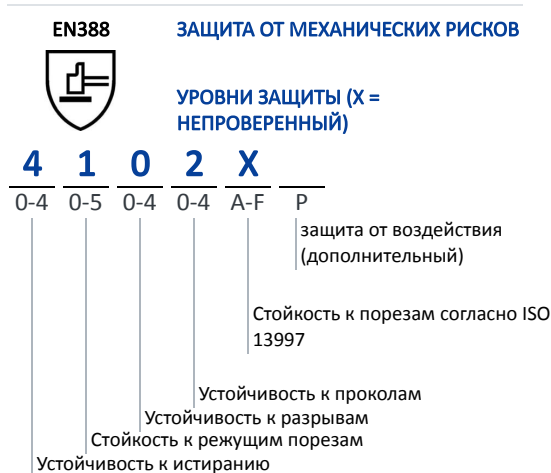 EN388
ЗАЩИТА ОТ МЕХАНИЧЕСКИХ РИСКОВ
УРОВНИ ЗАЩИТЫ (X =
НЕПРОВЕРЕННЫЙ)
4 1 0 2 X
0-4 0-5 0-4 0-4 A-F P
защита от воздействия
(дополнительный)
Стойкость к порезам согласно ISO
13997
Устойчивость к проколам
Устойчивость к разрывам
Стойкость к режущим порезам
Устойчивость к истиранию